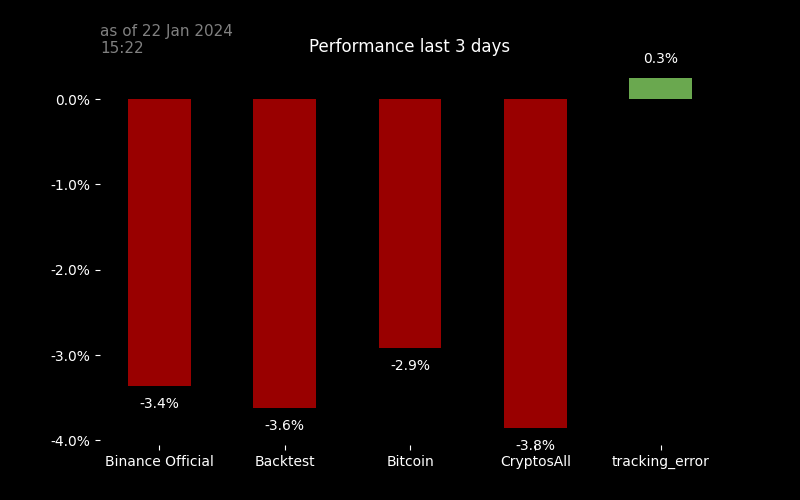 as of 22 Jan 2024
15:22
Performance last 3 days
0.3%
0.0%
-1.0%
-2.0%
-3.0%
-4.0%
-3.4%
-3.6%
-2.9%
-3.8%
Binance Official
Backtest
Bitcoin
CryptosAll
tracking_error